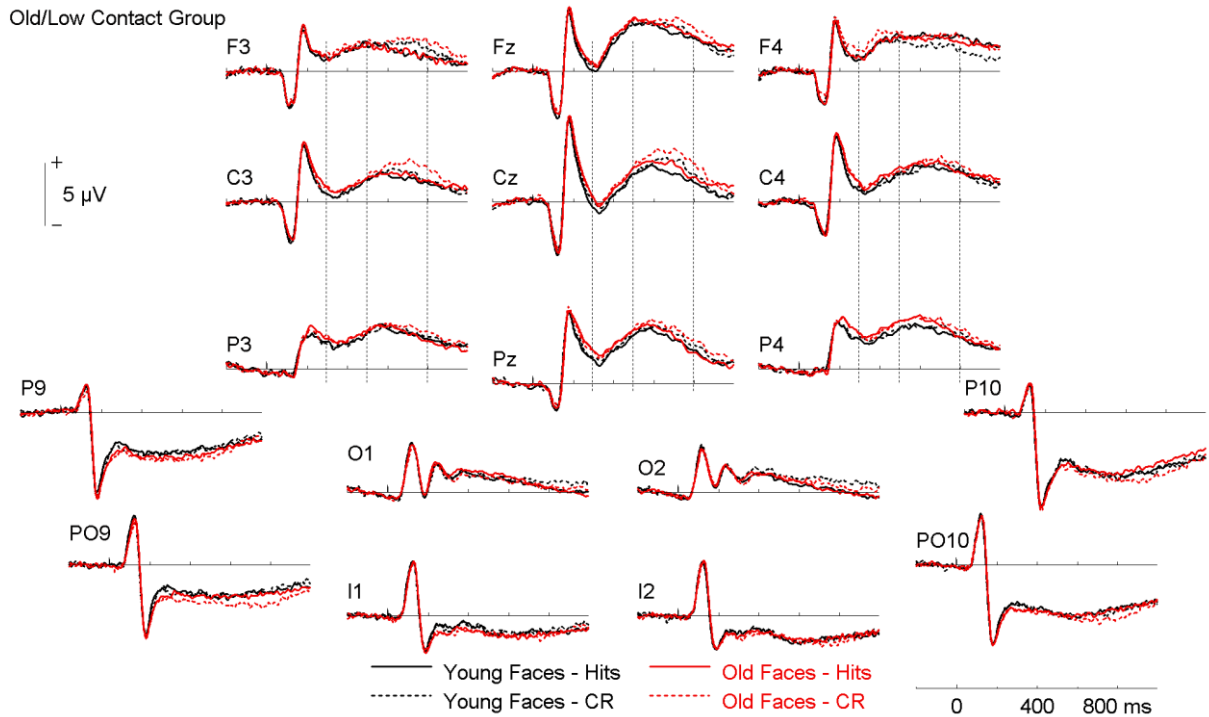 Old/Low Contact Group
F3
Fz
F4
+
5 µV
−
C3
Cz
C4
P3
Pz
P4
P9
P10
O1
O2
PO9
PO10
I1
I2
Young Faces - Hits
Old Faces - Hits
Young Faces - CR
Old Faces - CR
0 400 800 ms